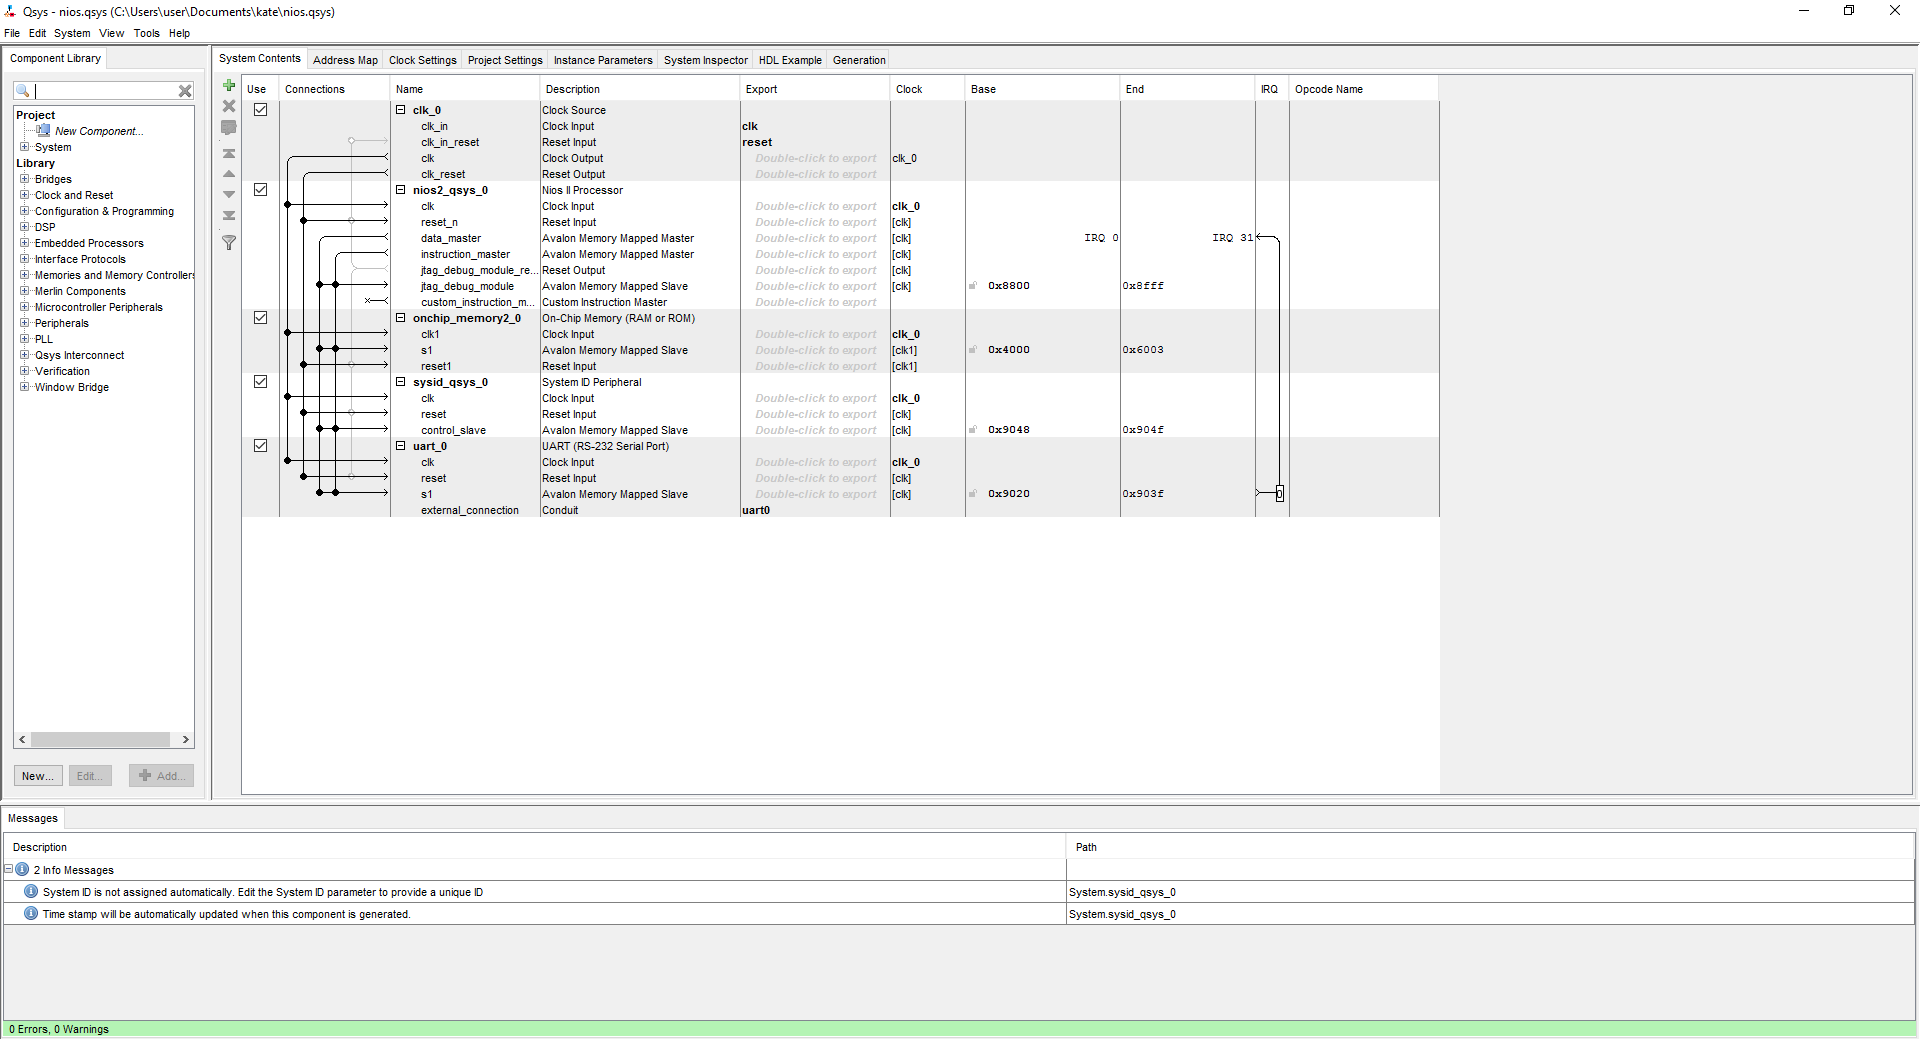 Qsys - nios.qsys (C:\Users\user\Documents\kate\nios.qsys)
File Edit System View Tools Help
Component Library
Project
New Component...
System
Library
Bridges
Clock and Reset
Configuration & Programming
DSP
Embedded Processors
Interface Protocols
Memories and Memory Controllers
Merlin Components
Microcontroller Peripherals
Peripherals
PLL
Qsys Interconnect
Verification
Window Bridge
New... Edit... Add...
System Contents Address Map Clock Settings Project Settings Instance Parameters System Inspector HDL Example Generation
Use Connections Name Description Export Clock Base End IRQ Opcode Name
clk_0 Clock Source
clk_in Clock Input clk
clk_in_reset Reset Input reset
clk Clock Output Double-click to export clk_0
clk_reset Reset Output Double-click to export
nios2_qsys_0 Nios II Processor
clk Clock Input Double-click to export clk_0
reset_n Reset Input Double-click to export [clk]
data_master Avalon Memory Mapped Master Double-click to export [clk] IRQ 0 IRQ 31
instruction_master Avalon Memory Mapped Master Double-click to export [clk]
jtag_debug_module_re... Reset Output Double-click to export [clk]
jtag_debug_module Avalon Memory Mapped Slave Double-click to export [clk] 0x8800 0x8fff
custom_instruction_m... Custom Instruction Master Double-click to export
onchip_memory2_0 On-Chip Memory (RAM or ROM)
clk1 Clock Input Double-click to export clk_0
s1 Avalon Memory Mapped Slave Double-click to export [clk1] 0x4000 0x6003
reset1 Reset Input Double-click to export [clk1]
sysid_qsys_0 System ID Peripheral
clk Clock Input Double-click to export clk_0
reset Reset Input Double-click to export [clk]
control_slave Avalon Memory Mapped Slave Double-click to export [clk] 0x9048 0x904f
uart_0 UART (RS-232 Serial Port)
clk Clock Input Double-click to export clk_0
reset Reset Input Double-click to export [clk]
s1 Avalon Memory Mapped Slave Double-click to export [clk] 0x9020 0x903f 0
external_connection Conduit uart0
Messages
Description Path
2 Info Messages
System ID is not assigned automatically. Edit the System ID parameter to provide a unique ID System.sysid_qsys_0
Time stamp will be automatically updated when this component is generated. System.sysid_qsys_0
0 Errors, 0 Warnings